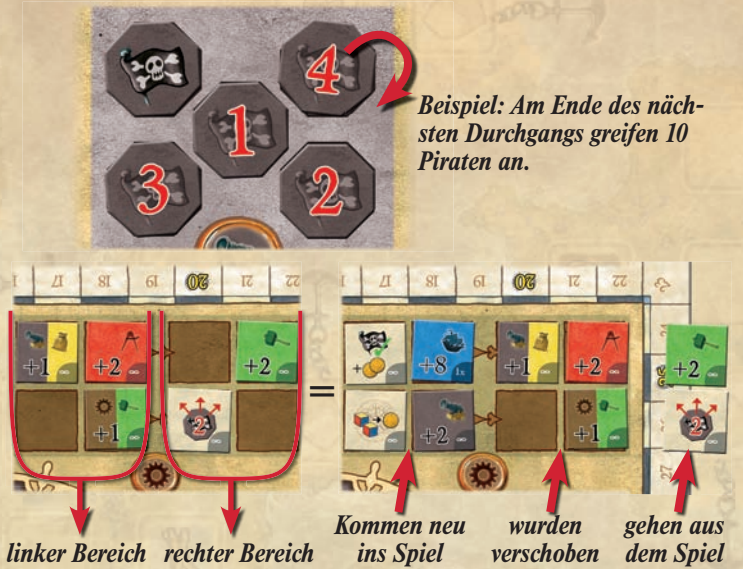 4
1
3
2
Beispiel: Am Ende des näch-
sten Durchgangs greifen 10
Piraten an.
17 18 19 20 21 22
17 18 19 20 21 22 23
+1 ∞ +2 ∞ +2 ∞
+1 ∞ +2 ∞
=
+ ∞ +8 1x +1 ∞ +2 ∞ +2 ∞
∞ +2 ∞ +1 ∞ +2 ∞
27
linker Bereich rechter Bereich
Kommen neu
ins Spiel
wurden
verschoben
gehen aus
dem Spiel